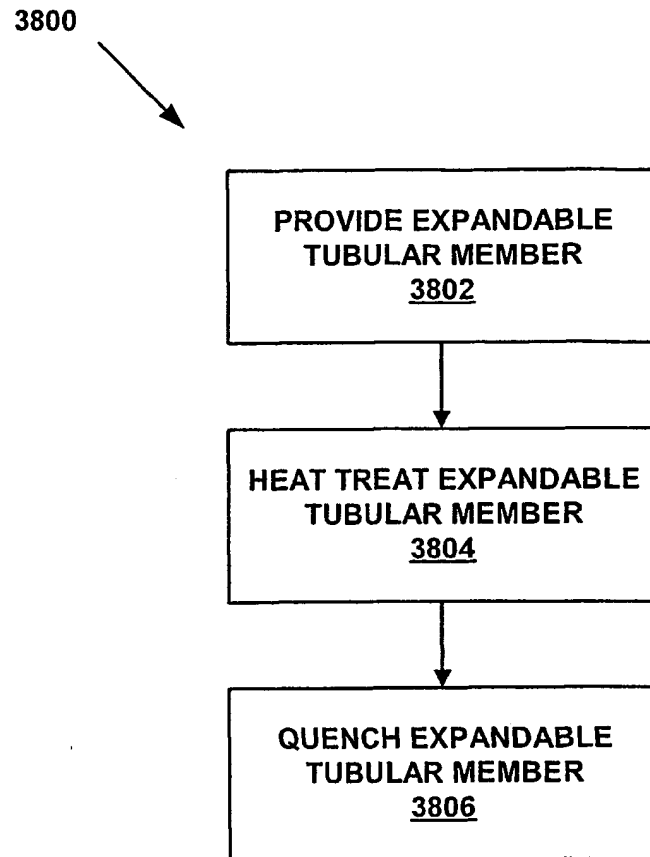 3800
PROVIDE EXPANDABLE
TUBULAR MEMBER
3802
HEAT TREAT EXPANDABLE
TUBULAR MEMBER
3804
QUENCH EXPANDABLE
TUBULAR MEMBER
3806